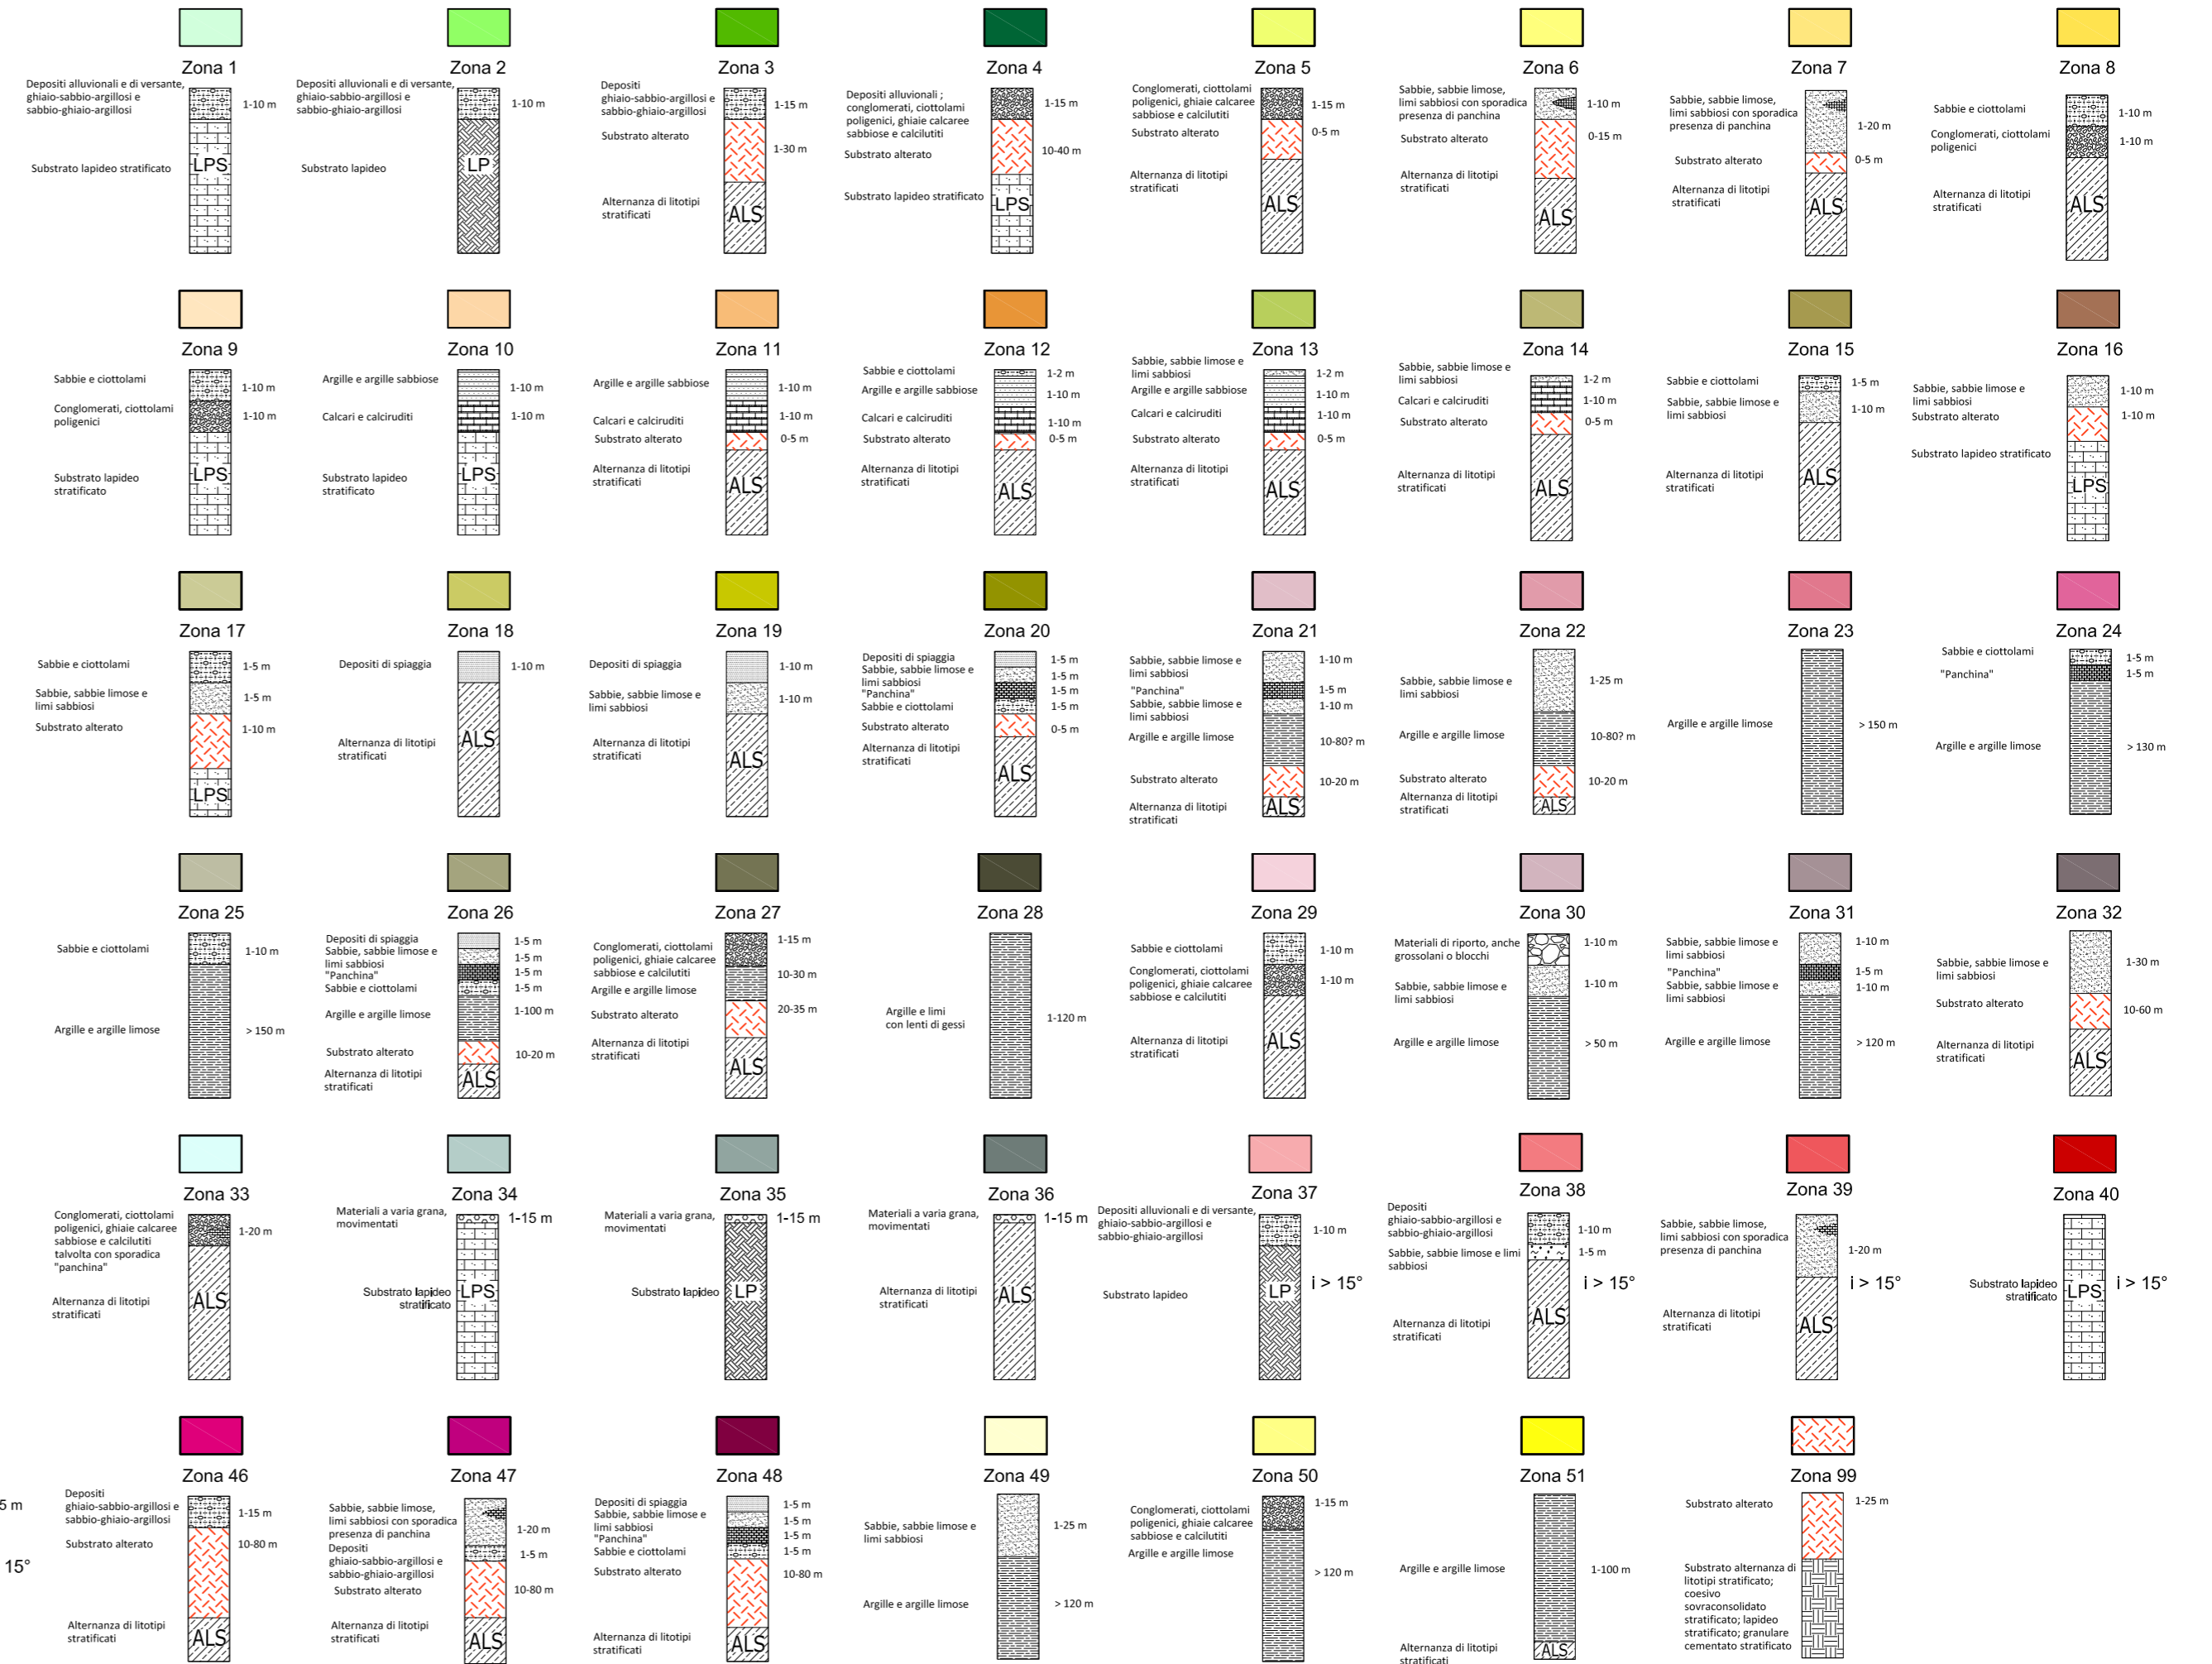 Zona 1
Depositi alluvionali e di versante,
ghiaio-sabbio-argillosi e
sabbio-ghiaio-argillosi
1-10 m
Substrato lapideo stratificato
LPS
Zona 2
Depositi alluvionali e di versante,
ghiaio-sabbio-argillosi e
sabbio-ghiaio-argillosi
1-10 m
Substrato lapideo
LP
Zona 3
Depositi
ghiaio-sabbio-argillosi e
sabbio-ghiaio-argillosi
1-15 m
Substrato alterato
1-30 m
Alternanza di litotipi
stratificati
ALS
Zona 4
Depositi alluvionali ;
conglomerati, ciottolami
poligenici, ghiaie calcaree
sabbiose e calcilutiti
1-15 m
Substrato alterato
10-40 m
Substrato lapideo stratificato
LPS
Zona 5
Conglomerati, ciottolami
poligenici, ghiaie calcaree
sabbiose e calcilutiti
1-15 m
Substrato alterato
0-5 m
Alternanza di litotipi
stratificati
ALS
Zona 6
Sabbie, sabbie limose,
limi sabbiosi con sporadica
presenza di panchina
1-10 m
Substrato alterato
0-15 m
Alternanza di litotipi
stratificati
ALS
Zona 7
Sabbie, sabbie limose,
limi sabbiosi con sporadica
presenza di panchina
1-20 m
Substrato alterato
0-5 m
Alternanza di litotipi
stratificati
ALS
Zona 8
Sabbie e ciottolami
1-10 m
Conglomerati, ciottolami
poligenici
1-10 m
Alternanza di litotipi
stratificati
ALS
Zona 9
Sabbie e ciottolami
1-10 m
Conglomerati, ciottolami
poligenici
1-10 m
Substrato lapideo
stratificato
LPS
Zona 10
Argille e argille sabbiose
1-10 m
Calcari e calciruditi
1-10 m
Substrato lapideo
stratificato
LPS
Zona 11
Argille e argille sabbiose
1-10 m
Calcari e calciruditi
1-10 m
Substrato alterato
0-5 m
Alternanza di litotipi
stratificati
ALS
Zona 12
Sabbie e ciottolami
1-2 m
Argille e argille sabbiose
1-10 m
Calcari e calciruditi
1-10 m
Substrato alterato
0-5 m
Alternanza di litotipi
stratificati
ALS
Zona 13
Sabbie, sabbie limose e
limi sabbiosi
1-2 m
Argille e argille sabbiose
1-10 m
Calcari e calciruditi
1-10 m
Substrato alterato
0-5 m
Alternanza di litotipi
stratificati
ALS
Zona 14
Sabbie, sabbie limose e
limi sabbiosi
1-2 m
Calcari e calciruditi
1-10 m
Substrato alterato
0-5 m
Alternanza di litotipi
stratificati
ALS
Zona 15
Sabbie e ciottolami
1-5 m
Sabbie, sabbie limose e
limi sabbiosi
1-10 m
Alternanza di litotipi
stratificati
ALS
Zona 16
Sabbie, sabbie limose e
limi sabbiosi
1-10 m
Substrato alterato
1-10 m
Substrato lapideo stratificato
LPS
Zona 17
Sabbie e ciottolami
1-5 m
Sabbie, sabbie limose e
limi sabbiosi
1-5 m
Substrato alterato
1-10 m
LPS
Zona 18
Depositi di spiaggia
1-10 m
Alternanza di litotipi
stratificati
ALS
Zona 19
Depositi di spiaggia
1-10 m
Sabbie, sabbie limose e
limi sabbiosi
1-10 m
Alternanza di litotipi
stratificati
ALS
Zona 20
Depositi di spiaggia
1-5 m
Sabbie, sabbie limose e
limi sabbiosi
1-5 m
"Panchina"
1-5 m
Sabbie e ciottolami
1-5 m
Substrato alterato
0-5 m
Alternanza di litotipi
stratificati
ALS
Zona 21
Sabbie, sabbie limose e
limi sabbiosi
1-10 m
"Panchina"
1-5 m
Sabbie, sabbie limose e
limi sabbiosi
1-10 m
Argille e argille limose
10-80? m
Substrato alterato
10-20 m
Alternanza di litotipi
stratificati
ALS
Zona 22
Sabbie, sabbie limose e
limi sabbiosi
1-25 m
Argille e argille limose
10-80? m
Substrato alterato
10-20 m
Alternanza di litotipi
stratificati
ALS
Zona 23
Argille e argille limose
> 150 m
Zona 24
Sabbie e ciottolami
1-5 m
"Panchina"
1-5 m
Argille e argille limose
> 130 m
Zona 25
Sabbie e ciottolami
1-10 m
Argille e argille limose
> 150 m
Zona 26
Depositi di spiaggia
1-5 m
Sabbie, sabbie limose e
limi sabbiosi
1-5 m
"Panchina"
1-5 m
Sabbie e ciottolami
1-5 m
Argille e argille limose
1-100 m
Substrato alterato
10-20 m
Alternanza di litotipi
stratificati
ALS
Zona 27
Conglomerati, ciottolami
poligenici, ghiaie calcaree
sabbiose e calcilutiti
1-15 m
Argille e argille limose
10-30 m
Substrato alterato
20-35 m
Alternanza di litotipi
stratificati
ALS
Zona 28
Argille e limi
con lenti di gessi
1-120 m
Zona 29
Sabbie e ciottolami
1-10 m
Conglomerati, ciottolami
poligenici, ghiaie calcaree
sabbiose e calcilutiti
1-10 m
Alternanza di litotipi
stratificati
ALS
Zona 30
Materiali di riporto, anche
grossolani o blocchi
1-10 m
Sabbie, sabbie limose e
limi sabbiosi
1-10 m
Argille e argille limose
> 50 m
Zona 31
Sabbie, sabbie limose e
limi sabbiosi
1-10 m
"Panchina"
1-5 m
Sabbie, sabbie limose e
limi sabbiosi
1-10 m
Argille e argille limose
> 120 m
Zona 32
Sabbie, sabbie limose e
limi sabbiosi
1-30 m
Substrato alterato
10-60 m
Alternanza di litotipi
stratificati
ALS
Zona 33
Conglomerati, ciottolami
poligenici, ghiaie calcaree
sabbiose e calcilutiti
talvolta con sporadica
"panchina"
1-20 m
Alternanza di litotipi
stratificati
ALS
Zona 34
Materiali a varia grana,
movimentati
1-15 m
Substrato lapideo
stratificato
LPS
Zona 35
Materiali a varia grana,
movimentati
1-15 m
Substrato lapideo
LP
Zona 36
Materiali a varia grana,
movimentati
1-15 m
Alternanza di litotipi
stratificati
ALS
Zona 37
Depositi alluvionali e di versante,
ghiaio-sabbio-argillosi e
sabbio-ghiaio-argillosi
1-10 m
Substrato lapideo
LP
i > 15°
Zona 38
Depositi
ghiaio-sabbio-argillosi e
sabbio-ghiaio-argillosi
1-10 m
Sabbie, sabbie limose e limi
sabbiosi
1-5 m
i > 15°
Alternanza di litotipi
stratificati
ALS
Zona 39
Sabbie, sabbie limose,
limi sabbiosi con sporadica
presenza di panchina
1-20 m
i > 15°
Alternanza di litotipi
stratificati
ALS
Zona 40
Substrato lapideo
stratificato
LPS
i > 15°
5 m
15°
Zona 46
Depositi
ghiaio-sabbio-argillosi e
sabbio-ghiaio-argillosi
1-15 m
Substrato alterato
10-80 m
Alternanza di litotipi
stratificati
ALS
Zona 47
Sabbie, sabbie limose,
limi sabbiosi con sporadica
presenza di panchina
1-20 m
Depositi
ghiaio-sabbio-argillosi e
sabbio-ghiaio-argillosi
1-5 m
Substrato alterato
10-80 m
Alternanza di litotipi
stratificati
ALS
Zona 48
Depositi di spiaggia
1-5 m
Sabbie, sabbie limose e
limi sabbiosi
1-5 m
"Panchina"
1-5 m
Sabbie e ciottolami
1-5 m
Substrato alterato
10-80 m
Alternanza di litotipi
stratificati
ALS
Zona 49
Sabbie, sabbie limose e
limi sabbiosi
1-25 m
Argille e argille limose
> 120 m
Zona 50
Conglomerati, ciottolami
poligenici, ghiaie calcaree
sabbiose e calcilutiti
1-15 m
Argille e argille limose
> 120 m
Zona 51
Argille e argille limose
1-100 m
Alternanza di litotipi
stratificati
ALS
Zona 99
Substrato alterato
1-25 m
Substrato alternanza di
litotipi stratificato;
coesivo
sovraconsolidato
stratificato; lapideo
stratificato; granulare
cementato stratificato